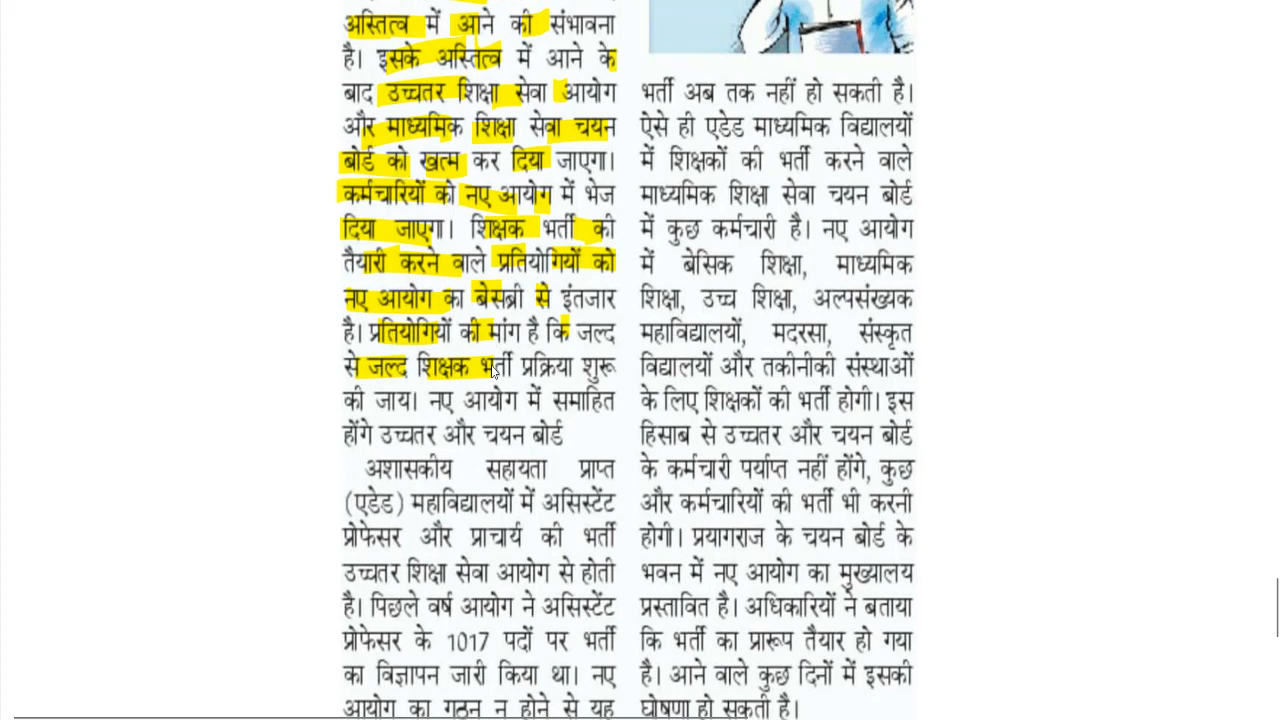 अस्तित्व में आने की संभावना
है। इसके अस्तित्व में आने के
बाद उच्चतर शिक्षा सेवा आयोग
और माध्यमिक शिक्षा सेवा चयन
बोर्ड को खत्म कर दिया जाएगा।
कर्मचारियों को नए आयोग में भेज
दिया जाएगा। शिक्षक भर्ती की
तैयारी करने वाले प्रतियोगियों को
नए आयोग का बेसब्री से इंतजार
है। प्रतियोगियों की मांग है कि जल्द
से जल्द शिक्षक भर्ती प्रक्रिया शुरू
की जाय। नए आयोग में समाहित
होंगे उच्चतर और चयन बोर्ड
अशासकीय सहायता प्राप्त
(एडेड) महाविद्यालयों में असिस्टेंट
प्रोफेसर और प्राचार्य की भर्ती
उच्चतर शिक्षा सेवा आयोग से होती
है। पिछले वर्ष आयोग ने असिस्टेंट
प्रोफेसर के 1017 पदों पर भर्ती
का विज्ञापन जारी किया था। नए
आयोग का गठन न होने से यह
भर्ती अब तक नहीं हो सकती है।
ऐसे ही एडेड माध्यमिक विद्यालयों
में शिक्षकों की भर्ती करने वाले
माध्यमिक शिक्षा सेवा चयन बोर्ड
में कुछ कर्मचारी है। नए आयोग
में बेसिक शिक्षा, माध्यमिक
शिक्षा, उच्च शिक्षा, अल्पसंख्यक
महाविद्यालयों, मदरसा, संस्कृत
विद्यालयों और तकीनीकी संस्थाओं
के लिए शिक्षकों की भर्ती होगी। इस
हिसाब से उच्चतर और चयन बोर्ड
के कर्मचारी पर्याप्त नहीं होंगे, कुछ
और कर्मचारियों की भर्ती भी करनी
होगी। प्रयागराज के चयन बोर्ड के
भवन में नए आयोग का मुख्यालय
प्रस्तावित है। अधिकारियों ने बताया
कि भर्ती का प्रारूप तैयार हो गया
है। आने वाले कुछ दिनों में इसकी
घोषणा हो सकती है।